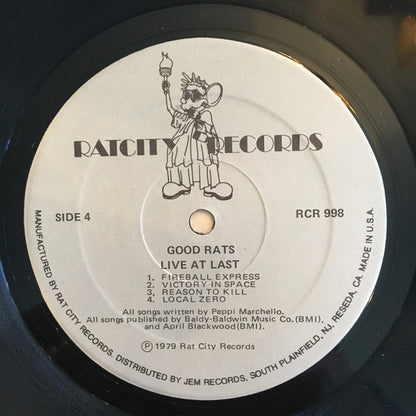 RATCITY RECORDS
SIDE 4
RCR 998
GOOD RATS
LIVE AT LAST
1. FIREBALL EXPRESS
2. VICTORY IN SPACE
3. REASON TO KILL
4. LOCAL ZERO
All songs written by Peppi Marchello.
All songs published by Baldy-Baldwin Music Co.(BMI),
and April Blackwood(BMI).
Ⓟ 1979 Rat City Records
MANUFACTURED BY RAT CITY RECORDS, DISTRIBUTED BY JEM RECORDS, SOUTH PLAINFIELD, NJ, RESEDA, CA. MADE IN U.S.A.